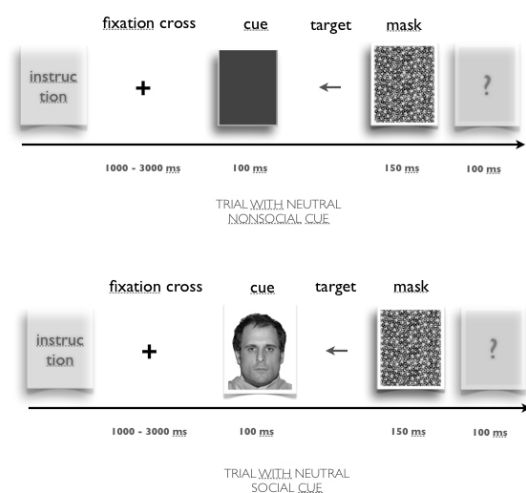 fixation cross cue target mask
instruc
tion
+ ← ?
1000 - 3000 ms 100 ms 150 ms 100 ms
TRIAL WITH NEUTRAL
NONSOCIAL CUE
fixation cross cue target mask
instruc
tion
+ ← ?
1000 - 3000 ms 100 ms 150 ms 100 ms
TRIAL WITH NEUTRAL
SOCIAL CUE